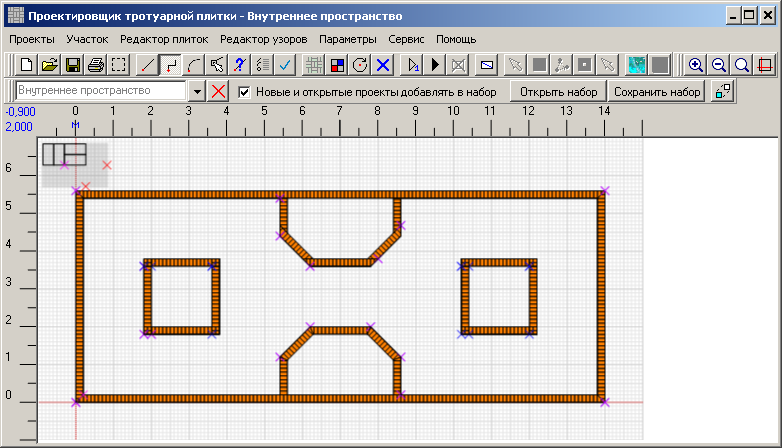 Проектировщик тротуарной плитки - Внутреннее пространство
Проекты Участок Редактор плиток Редактор узоров Параметры Сервис Помощь
Внутреннее пространство Новые и открытые проекты добавлять в набор Открыть набор Сохранить набор
-0,900 0 1 2 3 4 5 6 7 8 9 10 11 12 13 14
2,000 м
6
5
4
3
2
1
0